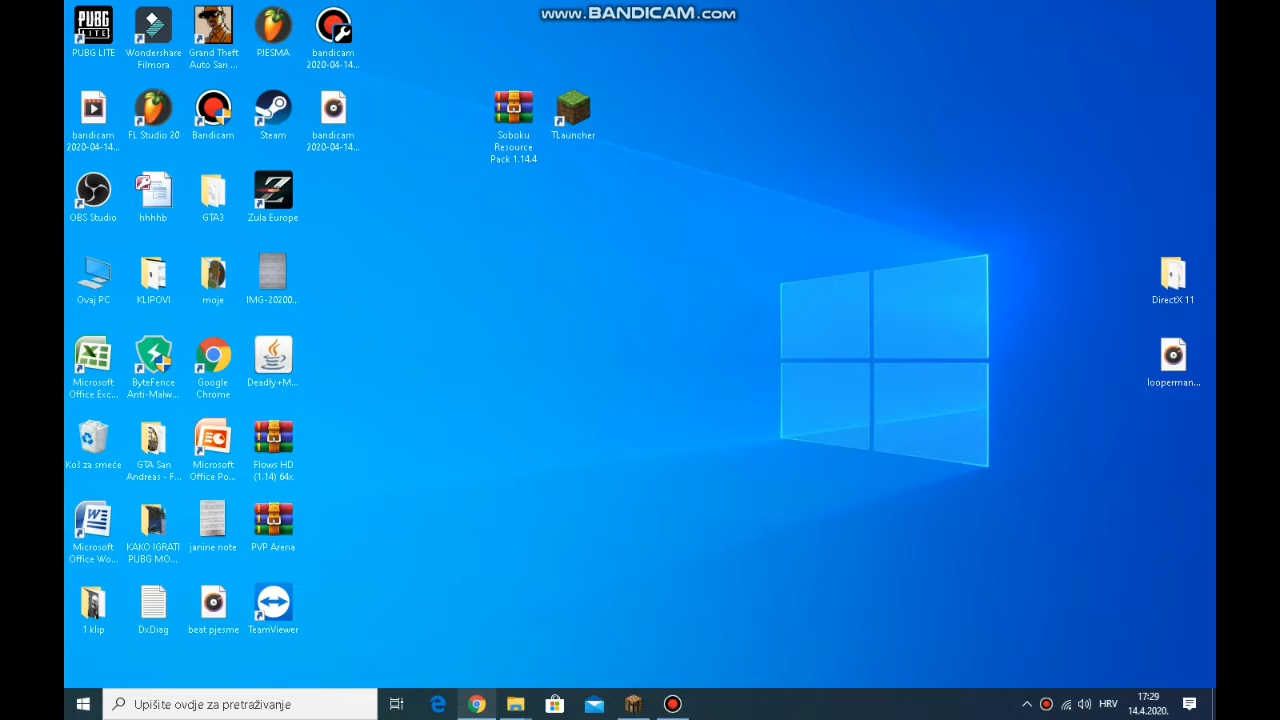 www.BANDICAM.com
PUBG LITE
Wondershare
Filmora
Grand Theft
Auto San ...
PJESMA
bandicam
2020-04-14...
bandicam
2020-04-14...
FL Studio 20
Bandicam
Steam
bandicam
2020-04-14...
Soboku
Resource
Pack 1.14.4
TLauncher
OBS Studio
hhhhb
GTA3
Zula Europe
Ovaj PC
KLIPOVI
moje
IMG-20200...
DirectX 11
Microsoft
Office Exc...
ByteFence
Anti-Malw...
Google
Chrome
Deadly+M...
looperman...
Koš za smeće
GTA San
Andreas - F...
Microsoft
Office Po...
Flows HD
(1.14) 64x
Microsoft
Office Wo...
KAKO IGRATI
PUBG MO...
janine note
PVP Arena
1 klip
DxDiag
beat pjesme
TeamViewer
Upišite ovdje za pretraživanje
HRV
17:29
14.4.2020.